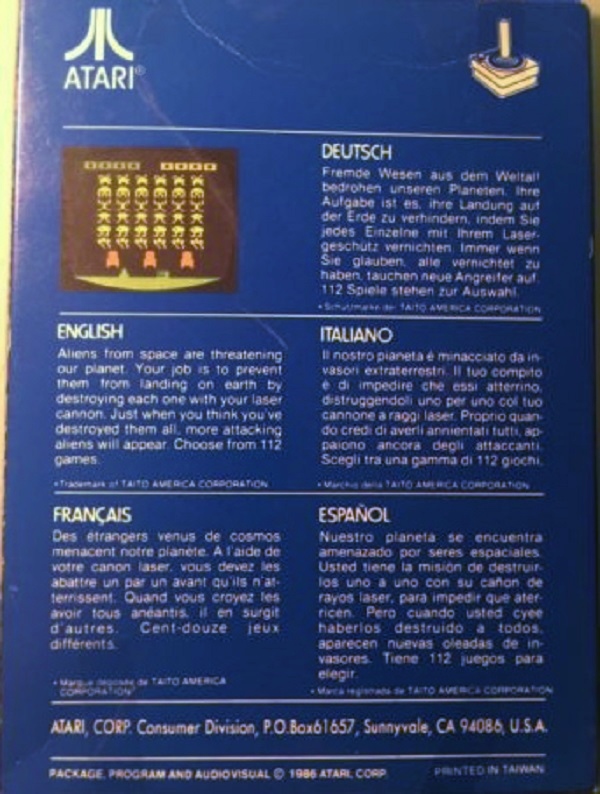 ATARI®
DEUTSCH
Fremde Wesen aus dem Weltall
bedrohen unseren Planeten. Ihre
Aufgabe ist es, ihre Landung auf
der Erde zu verhindern, indem Sie
jedes Einzelne mit Ihrem Laser-
geschütz vernichten. Immer wenn
Sie glauben, alle vernichtet zu
haben, tauchen neue Angreifer auf.
112 Spiele stehen zur Auswahl.
• Schutzmarke der TAITO AMERICA CORPORATION
ENGLISH
Aliens from space are threatening
our planet. Your job is to prevent
them from landing on earth by
destroying each one with your laser
cannon. Just when you think you've
destroyed them all, more attacking
aliens will appear. Choose from 112
games.
• Trademark of TAITO AMERICA CORPORATION
ITALIANO
Il nostro pianeta é minacciato da in-
vasori extraterrestri. Il tuo compito
é di impedire che essi atterrino,
distruggendoli uno per uno col tuo
cannone a raggi laser. Proprio quan-
do credi di averli annientati tutti, ap-
paiono ancora degli attaccanti.
Scegli tra una gamma di 112 giochi.
• Marchio della TAITO AMERICA CORPORATION
FRANÇAIS
Des étrangers venus de cosmos
menacent notre planète. A l'aide de
votre canon laser, vous devez les
abattre un par un avant qu'ils n'at-
terrissent. Quand vous croyez les
avoir tous anéantis, il en surgit
d'autres. Cent-douze jeux
différents.
• Marque déposée de TAITO AMERICA
CORPORATION
ESPAÑOL
Nuestro planeta se encuentra
amenazado por seres espaciales.
Usted tiene la misión de destruir-
los uno a uno con su cañon de
rayos laser, para impedir que ater-
ricen. Pero cuando usted cyee
haberlos destruido a todos,
aparecen nuevas oleadas de in-
vasores. Tiene 112 juegos para
elegir.
• Marca registrada de TAITO AMERICA CORPORATION
ATARI, CORP. Consumer Division, P.O.Box61657, Sunnyvale, CA 94086, U.S.A.
PACKAGE, PROGRAM AND AUDIOVISUAL © 1986 ATARI, CORP.
PRINTED IN TAIWAN